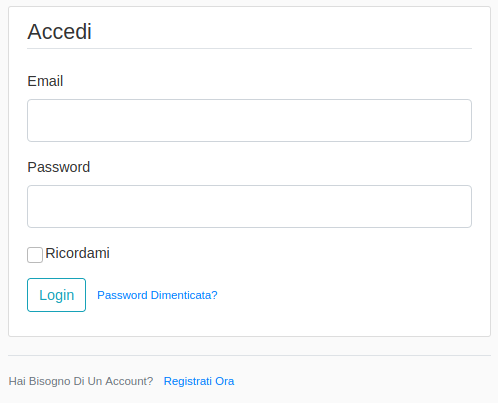 Accedi
Email
Password
Ricordami
Login Password Dimenticata?
Hai Bisogno Di Un Account? Registrati Ora